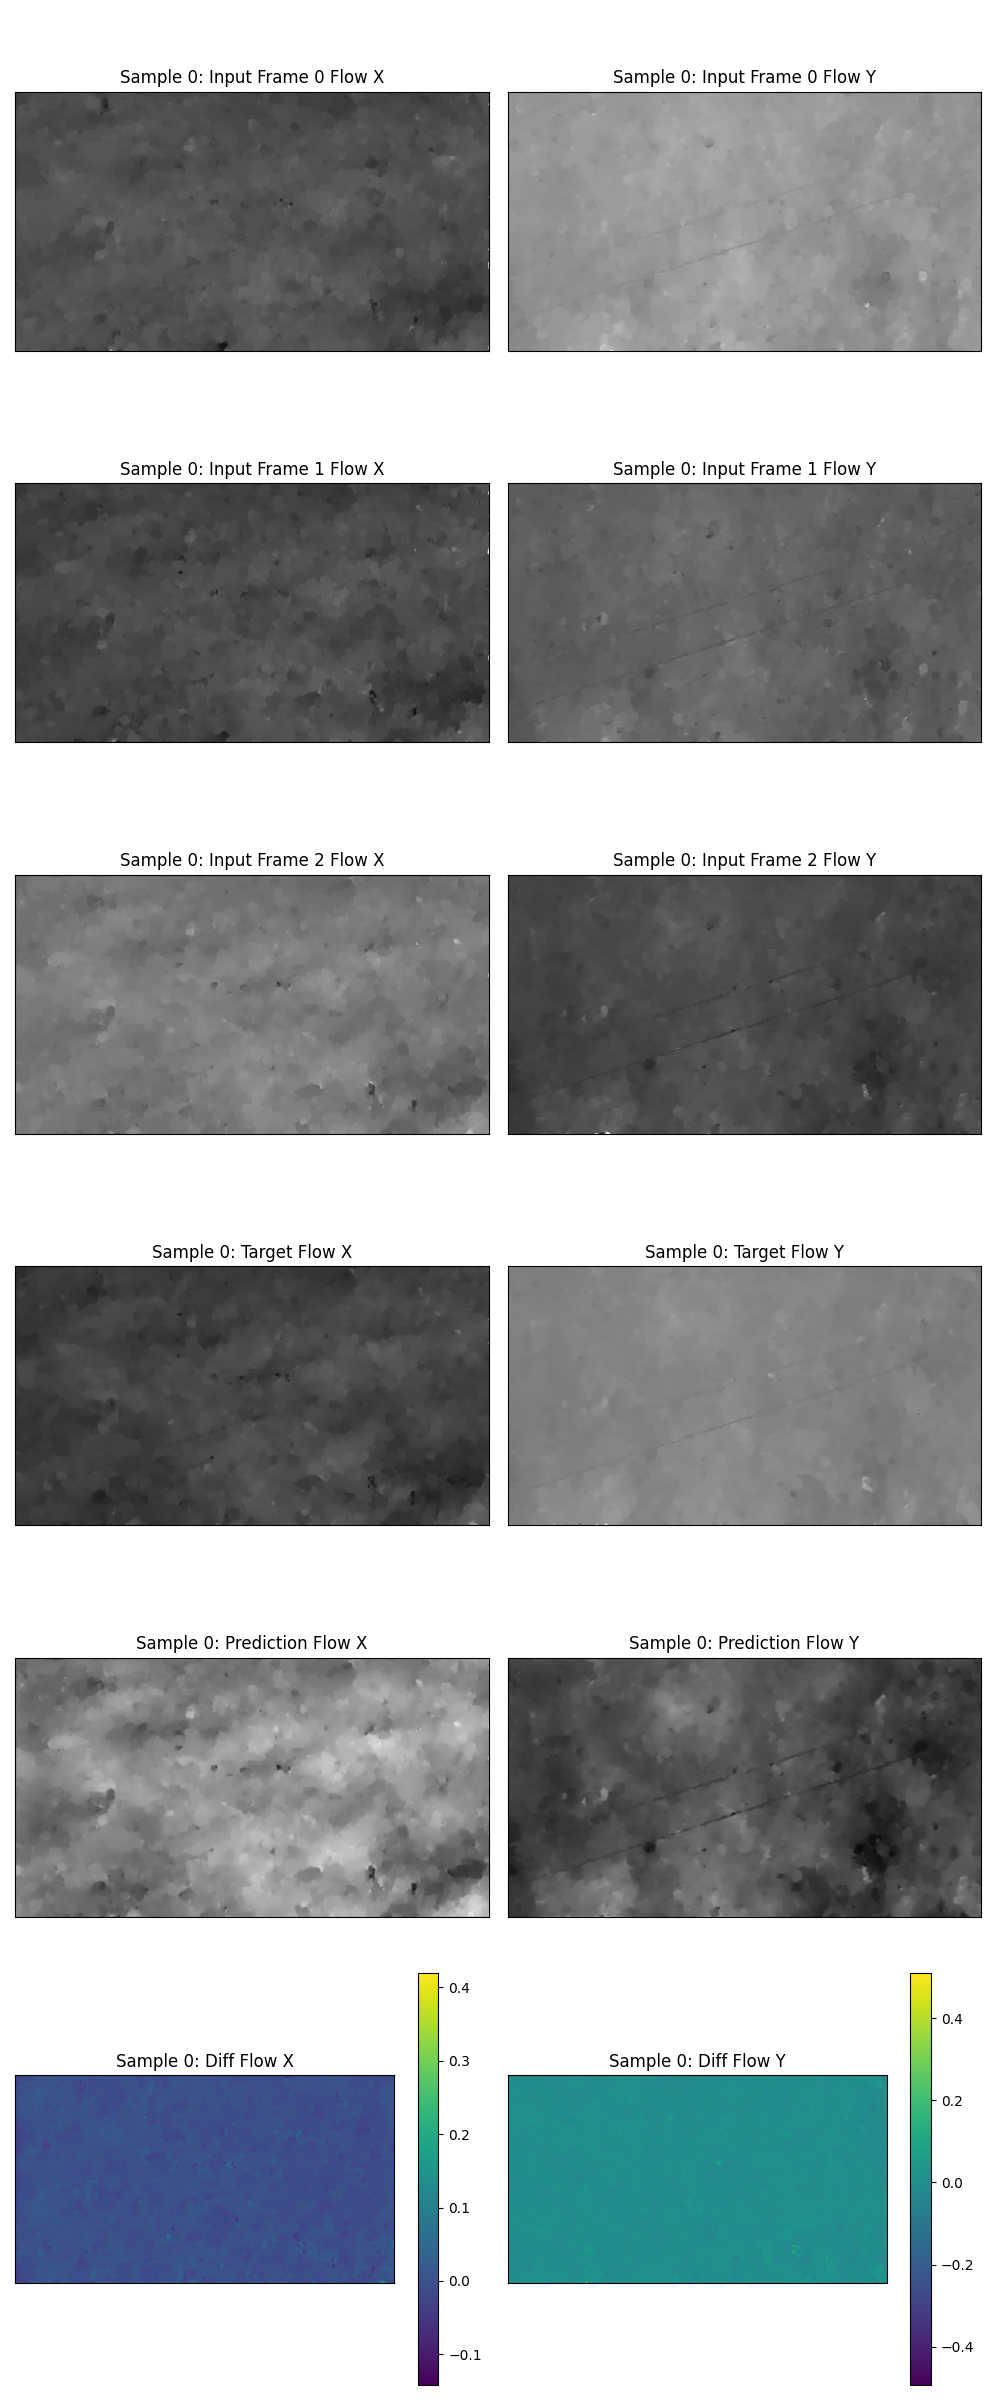 Sample 0: Input Frame 0 Flow X
Sample 0: Input Frame 0 Flow Y
Sample 0: Input Frame 1 Flow X
Sample 0: Input Frame 1 Flow Y
Sample 0: Input Frame 2 Flow X
Sample 0: Input Frame 2 Flow Y
Sample 0: Target Flow X
Sample 0: Target Flow Y
Sample 0: Prediction Flow X
Sample 0: Prediction Flow Y
Sample 0: Diff Flow X
0.4
0.3
0.2
0.1
0.0
−0.1
Sample 0: Diff Flow Y
0.4
0.2
0.0
−0.2
−0.4